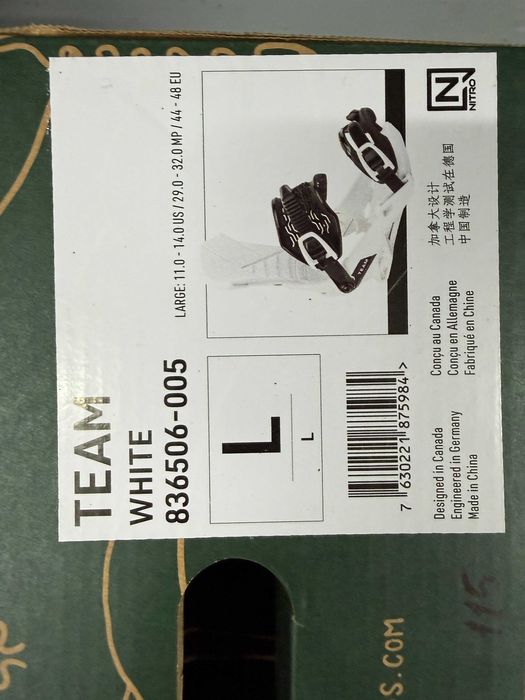 TEAM
WHITE
836506-005
LARGE: 11.0 - 14.0 US / 29.0 - 32.0 MP / 44 - 48 EU
L
L
TEAM
7 630221 875984 >
Designed in Canada
Engineered in Germany
Made in China
Conçu au Canada
Conçu en Allemagne
Fabriqué en Chine
加拿大设计
工程学测试在德国
中国制造
N
NITRO
S.COM
115